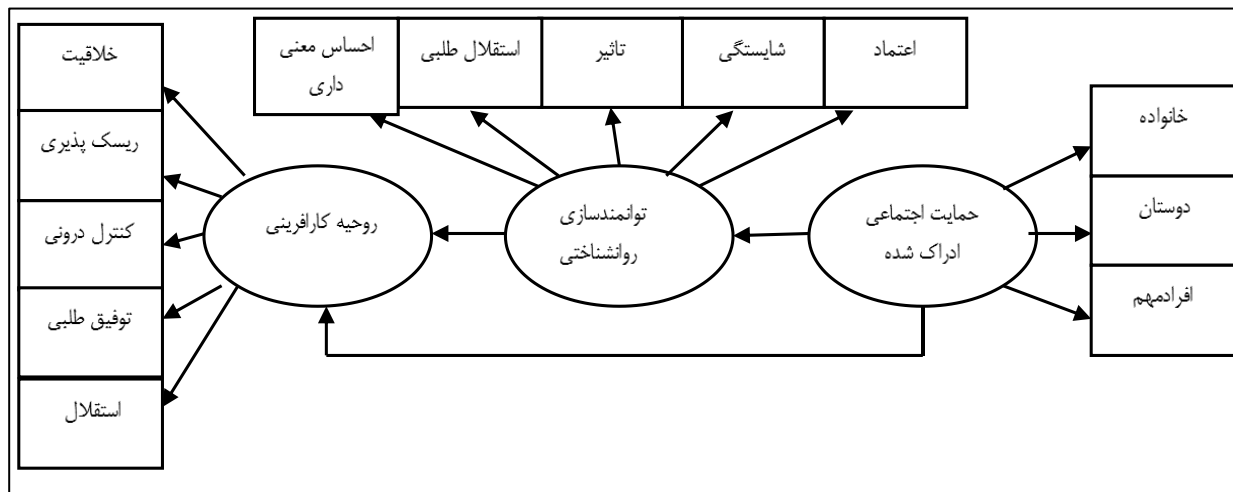 خانواده
دوستان
افرادمهم
حمایت اجتماعی
ادراک شده
اعتماد
شایستگی
تاثیر
استقلال طلبی
احساس معنی
داری
توانمندسازی
روانشناختی
روحیه کارافرینی
خلاقیت
ریسک پذیری
کنترل درونی
توفیق طلبی
استقلال